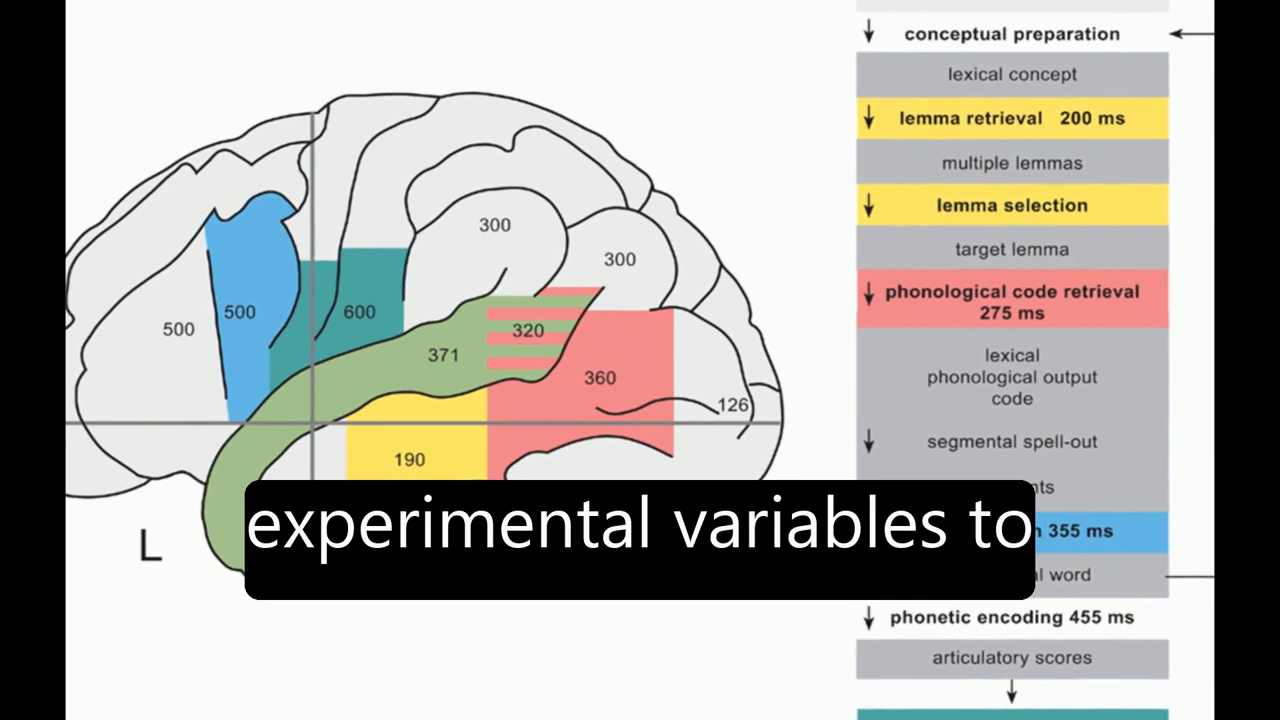 300
300
500
500
600
371
320
360
126
190
L
experimental variables to
conceptual preparation
lexical concept
lemma retrieval 200 ms
multiple lemmas
lemma selection
target lemma
phonological code retrieval
275 ms
lexical
phonological output
code
segmental spell-out
355 ms
word
phonetic encoding 455 ms
articulatory scores